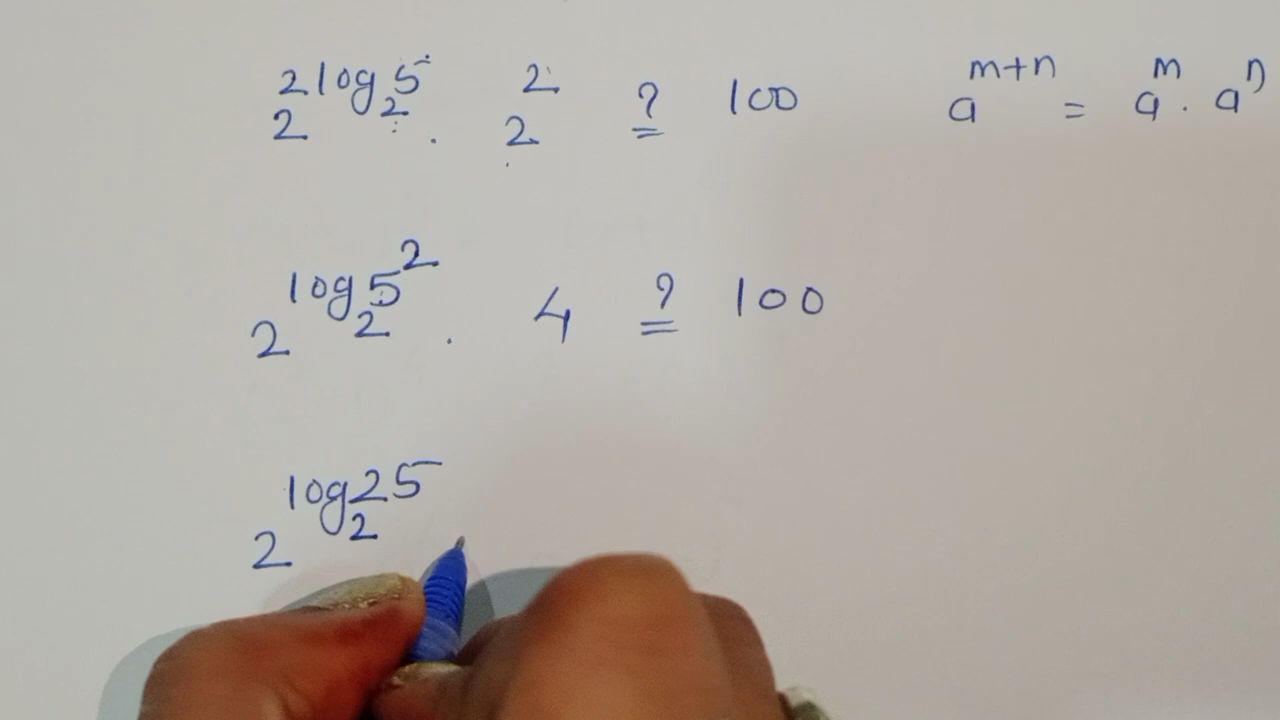 2^{2log_2 5} . 2^2 ≟ 100 a^{m+n} = a^m . a^n
2^{log_2 5^2} . 4 ≟ 100
2^{log_2 25}